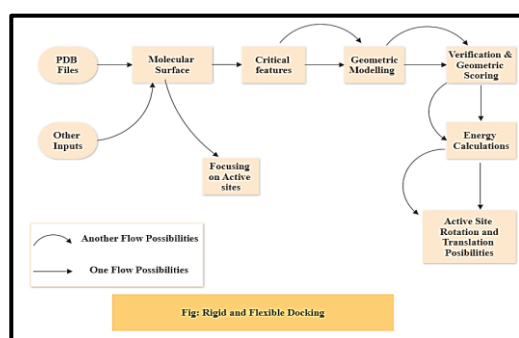 PDB
Files
Molecular
Surface
Critical
features
Geometric
Modelling
Verification &
Geometric
Scoring
Other
Inputs
Focusing
on Active
sites
Energy
Calculations
Active Site
Rotation and
Translation
Posibilities
Another Flow Possibilities
One Flow Possibilities
Fig: Rigid and Flexible Docking